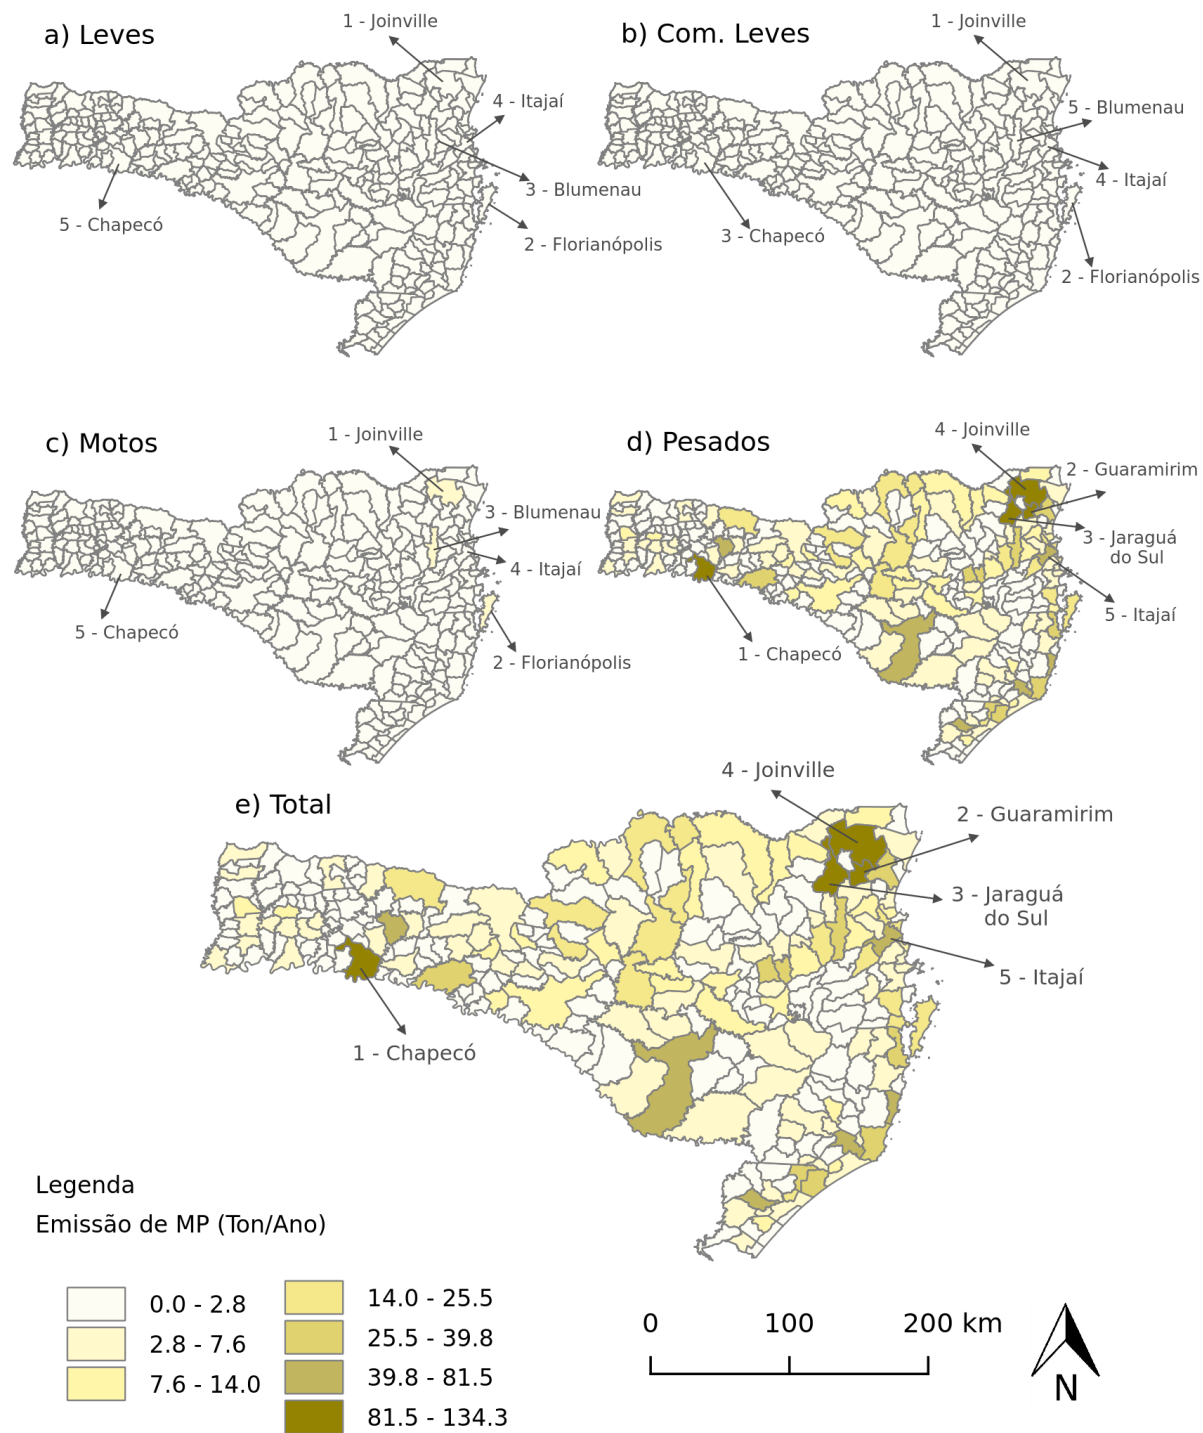 a) Leves
1 - Joinville
4 - Itajaí
3 - Blumenau
2 - Florianópolis
5 - Chapecó
b) Com. Leves
1 - Joinville
5 - Blumenau
4 - Itajaí
3 - Chapecó
2 - Florianópolis
c) Motos
1 - Joinville
3 - Blumenau
4 - Itajaí
5 - Chapecó
2 - Florianópolis
d) Pesados
4 - Joinville
2 - Guaramirim
3 - Jaraguá
do Sul
5 - Itajaí
1 - Chapecó
e) Total
4 - Joinville
2 - Guaramirim
3 - Jaraguá
do Sul
5 - Itajaí
1 - Chapecó
Legenda
Emissão de MP (Ton/Ano)
0.0 - 2.8
2.8 - 7.6
7.6 - 14.0
14.0 - 25.5
25.5 - 39.8
39.8 - 81.5
81.5 - 134.3
0 100 200 km
N